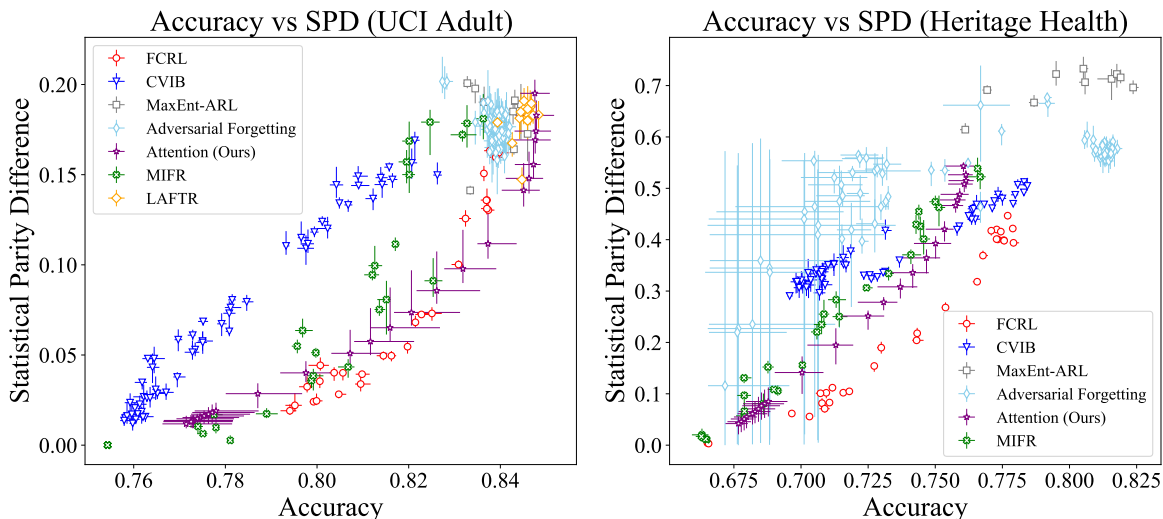 Accuracy vs SPD (UCI Adult)
Statistical Parity Difference
0.20
0.15
0.10
0.05
0.00
FCRL
CVIB
MaxEnt-ARL
Adversarial Forgetting
Attention (Ours)
MIFR
LAFTR
0.76
0.78
0.80
0.82
0.84
Accuracy
Accuracy vs SPD (Heritage Health)
Statistical Parity Difference
0.7
0.6
0.5
0.4
0.3
0.2
0.1
0.0
FCRL
CVIB
MaxEnt-ARL
Adversarial Forgetting
Attention (Ours)
MIFR
0.675
0.700
0.725
0.750
0.775
0.800
0.825
Accuracy